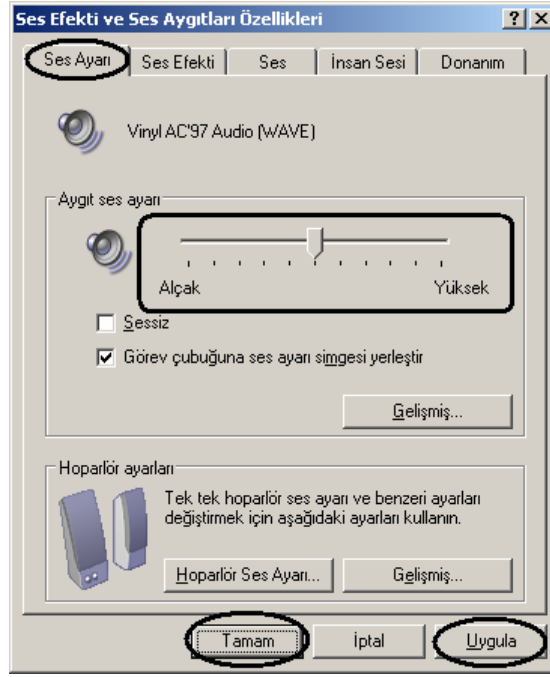 Ses Efekti ve Ses Aygıtları Özellikleri
Ses Ayarı Ses Efekti Ses İnsan Sesi Donanım
Vinyl AC'97 Audio (WAVE)
Aygıt ses ayarı
Alçak Yüksek
Sessiz
Görev çubuğuna ses ayarı simgesi yerleştir
Gelişmiş...
Hoparlör ayarları
Tek tek hoparlör ses ayarı ve benzeri ayarları
değiştirmek için aşağıdaki ayarları kullanın.
Hoparlör Ses Ayarı... Gelişmiş...
Tamam İptal Uygula